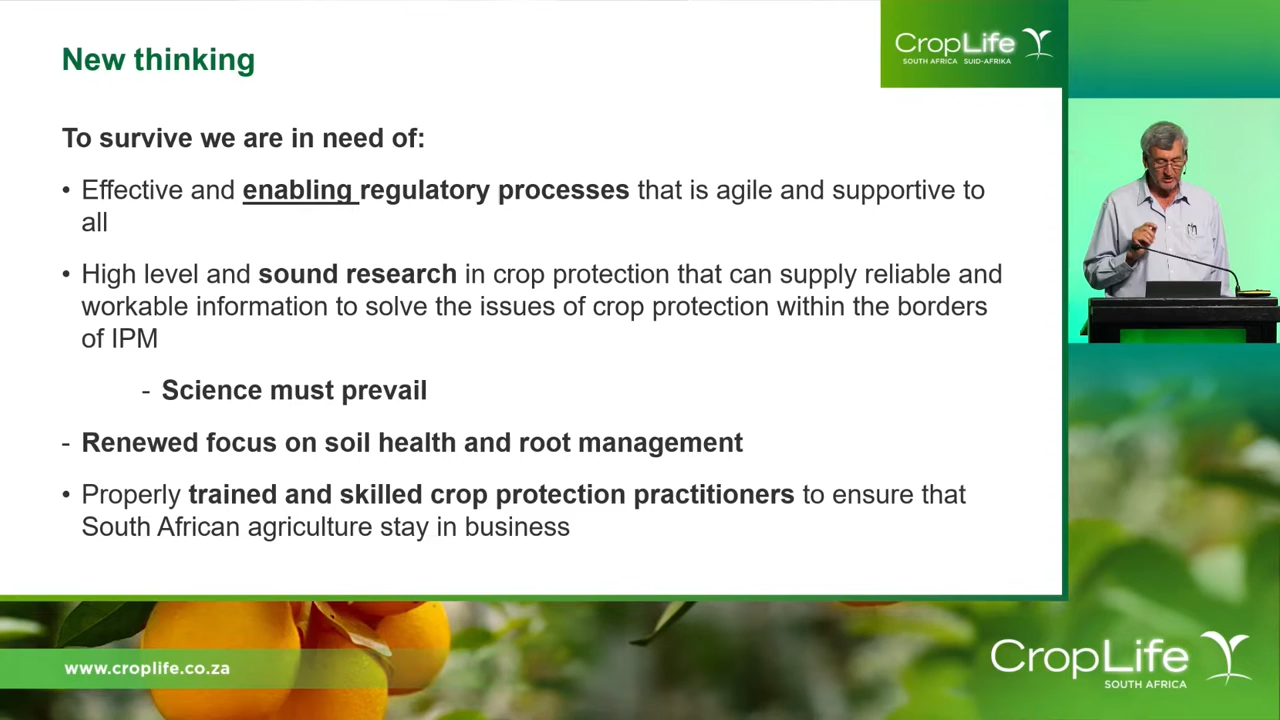 New thinking
CropLife
SOUTH AFRICA SUID-AFRIKA
To survive we are in need of:
• Effective and enabling regulatory processes that is agile and supportive to
all
• High level and sound research in crop protection that can supply reliable and
workable information to solve the issues of crop protection within the borders
of IPM
- Science must prevail
- Renewed focus on soil health and root management
• Properly trained and skilled crop protection practitioners to ensure that
South African agriculture stay in business
www.croplife.co.za
CropLife
SOUTH AFRICA